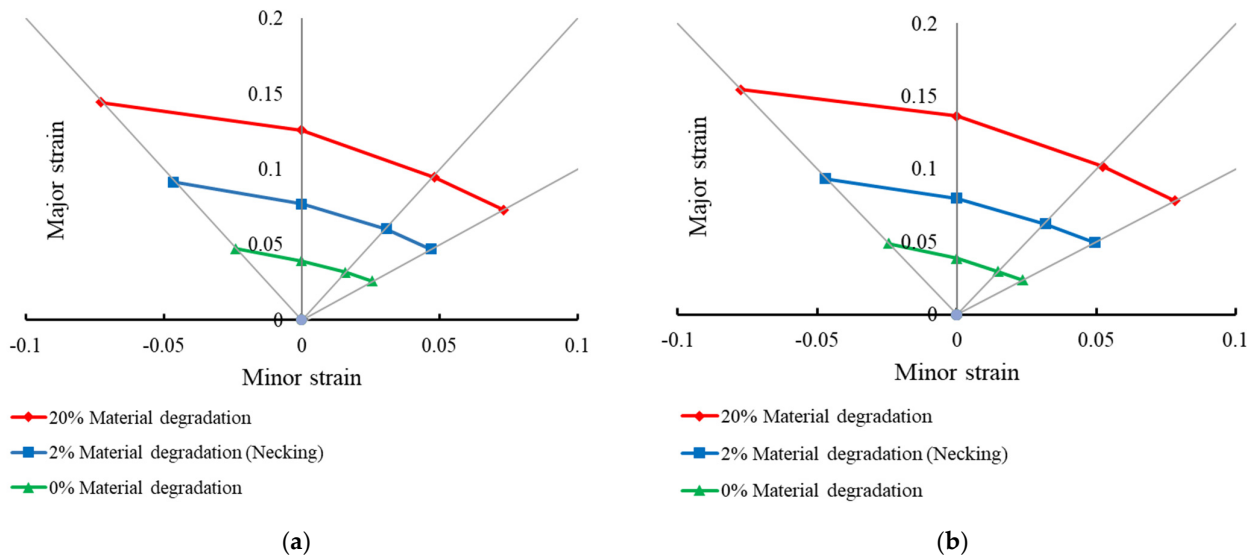 0.2
0.15
0.1
0.05
0
Major strain
-0.1 -0.05 0 0.05 0.1
Minor strain
20% Material degradation
2% Material degradation (Necking)
0% Material degradation
(a)
0.2
0.15
0.1
0.05
0
Major strain
-0.1 -0.05 0 0.05 0.1
Minor strain
20% Material degradation
2% Material degradation (Necking)
0% Material degradation
(b)